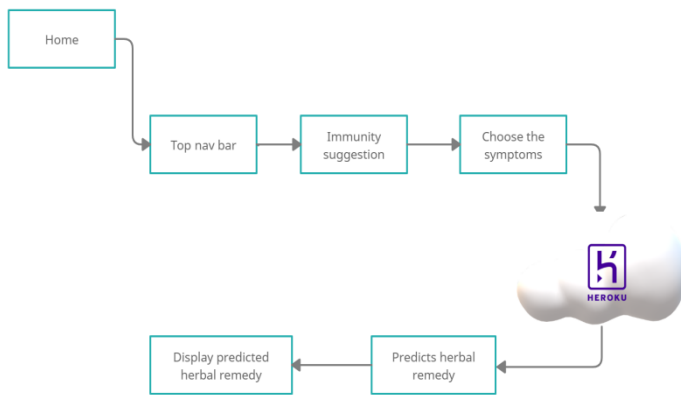 Home
Top nav bar
Immunity
suggestion
Choose the
symptoms
HEROKU
Display predicted
herbal remedy
Predicts herbal
remedy